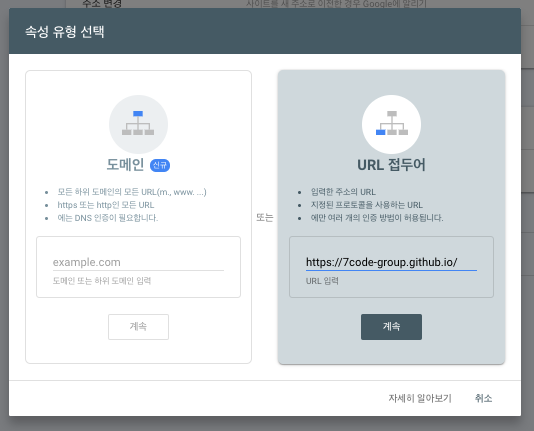 주소 변경
사이트를 새 주소로 이전한 경우 Google에 알리기
속성 유형 선택
도메인 신규
모든 하위 도메인의 모든 URL(m., www. ...)
https 또는 http인 모든 URL
에는 DNS 인증이 필요합니다.
example.com
도메인 또는 하위 도메인 입력
계속
또는
URL 접두어
입력한 주소의 URL
지정된 프로토콜을 사용하는 URL
에만 여러 개의 인증 방법이 허용됩니다.
https://7code-group.github.io/
URL 입력
계속
자세히 알아보기 취소